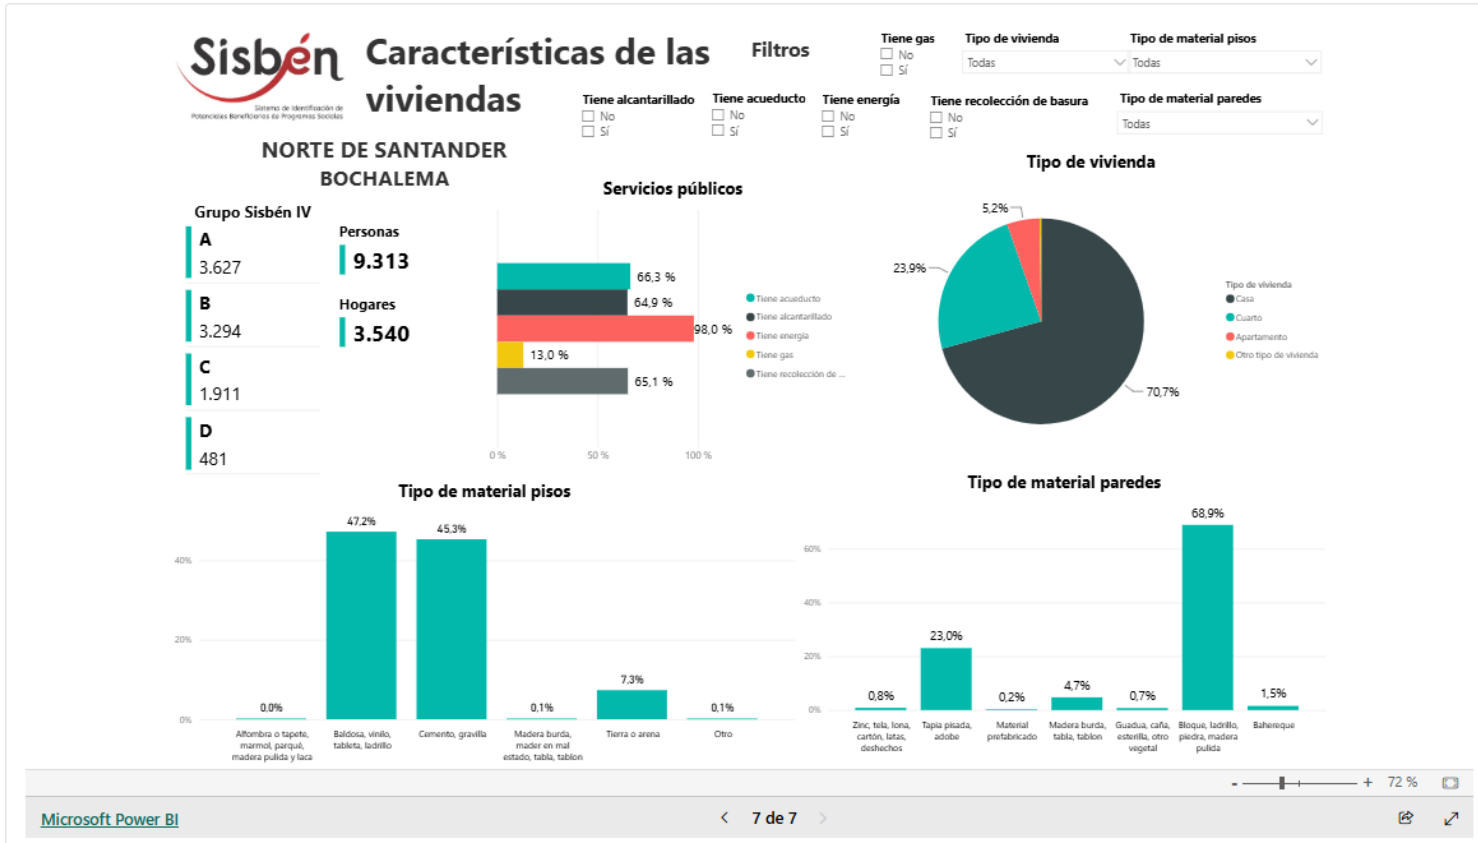 Sisbén
Sistema de Identificación de
Potenciales Beneficiarios de Programas Sociales
Características de las
viviendas
NORTE DE SANTANDER
BOCHALEMA
Filtros
Tiene gas
No
Sí
Tipo de vivienda
Todas
Tipo de material pisos
Todas
Tiene alcantarillado
No
Sí
Tiene acueducto
No
Sí
Tiene energía
No
Sí
Tiene recolección de basura
No
Sí
Tipo de material paredes
Todas
Grupo Sisbén IV
A
3.627
B
3.294
C
1.911
D
481
Personas
9.313
Hogares
3.540
Servicios públicos
66,3 %
64,9 %
98,0 %
13,0 %
65,1 %
0 %
50 %
100 %
Tiene acueducto
Tiene alcantarillado
Tiene energía
Tiene gas
Tiene recolección de ...
Tipo de vivienda
5,2%
23,9%
70,7%
Tipo de vivienda
Casa
Cuarto
Apartamento
Otro tipo de vivienda
Tipo de material pisos
40%
20%
0%
0,0%
47,2%
45,3%
0,1%
7,3%
0,1%
Alfombra o tapete,
marmol, parqué,
madera pulida y laca
Baldosa, vinilo,
tableta, ladrillo
Cemento, gravilla
Madera burda,
mader en mal
estado, tabla, tablon
Tierra o arena
Otro
Tipo de material paredes
60%
40%
20%
0%
0,8%
23,0%
0,2%
4,7%
0,7%
68,9%
1,5%
Zinc, tela, lona,
cartón, latas,
deshechos
Tapia pisada,
adobe
Material
prefabricado
Madera burda,
tabla, tablon
Guadua, caña,
esterilla, otro
vegetal
Bloque, ladrillo,
piedra, madera
pulida
Bahereque
- + 72 %
Microsoft Power BI
7 de 7